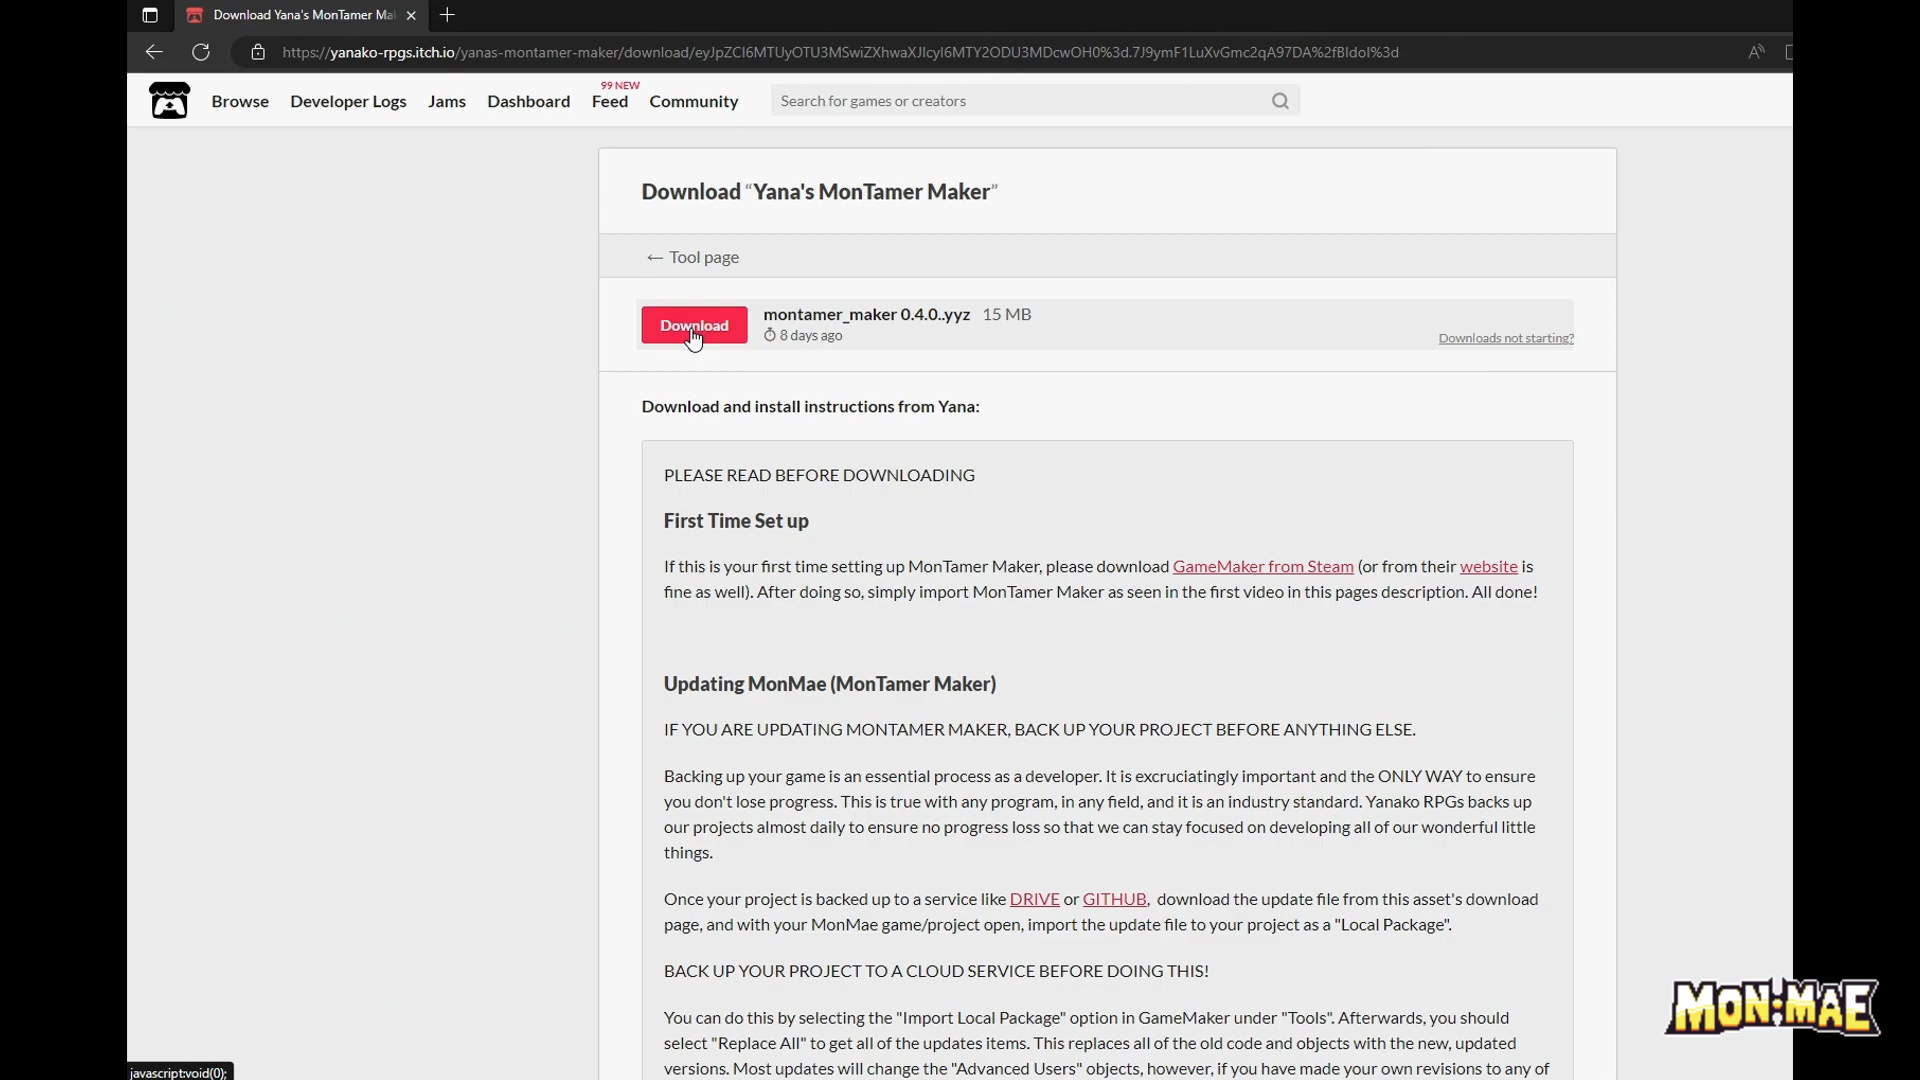 Download Yana's MonTamer Ma
https://yanako-rpgs.itch.io/yanas-montamer-maker/download/eyJpZCI6MTUyOTU3MSwiZXhwaXJlcyI6MTY2ODU3MDcwOH0%3d.7J9ymF1LuXvGmc2qA97DA%2fBIdoI%3d
Browse Developer Logs Jams Dashboard 99 NEW Feed Community Search for games or creators
Download “Yana's MonTamer Maker”
← Tool page
Download montamer_maker 0.4.0..yyz 15 MB
8 days ago
Downloads not starting?
Download and install instructions from Yana:
PLEASE READ BEFORE DOWNLOADING
First Time Set up
If this is your first time setting up MonTamer Maker, please download GameMaker from Steam (or from their website is
fine as well). After doing so, simply import MonTamer Maker as seen in the first video in this pages description. All done!
Updating MonMae (MonTamer Maker)
IF YOU ARE UPDATING MONTAMER MAKER, BACK UP YOUR PROJECT BEFORE ANYTHING ELSE.
Backing up your game is an essential process as a developer. It is excruciatingly important and the ONLY WAY to ensure
you don't lose progress. This is true with any program, in any field, and it is an industry standard. Yanako RPGs backs up
our projects almost daily to ensure no progress loss so that we can stay focused on developing all of our wonderful little
things.
Once your project is backed up to a service like DRIVE or GITHUB, download the update file from this asset's download
page, and with your MonMae game/project open, import the update file to your project as a "Local Package".
BACK UP YOUR PROJECT TO A CLOUD SERVICE BEFORE DOING THIS!
You can do this by selecting the "Import Local Package" option in GameMaker under "Tools". Afterwards, you should
select "Replace All" to get all of the updates items. This replaces all of the old code and objects with the new, updated
versions. Most updates will change the "Advanced Users" objects, however, if you have made your own revisions to any of
javascript:void(0);
MON:MAE